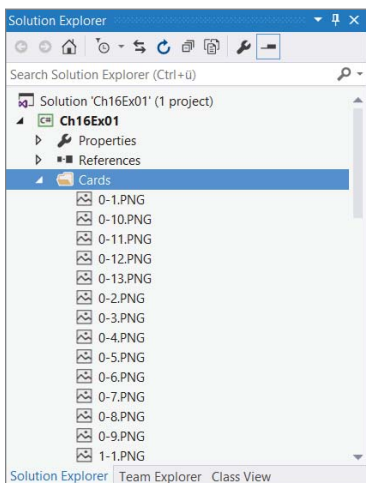 Solution Explorer
Search Solution Explorer (Ctrl+ü)
Solution 'Ch16Ex01' (1 project)
C# Ch16Ex01
Properties
References
Cards
0-1.PNG
0-10.PNG
0-11.PNG
0-12.PNG
0-13.PNG
0-2.PNG
0-3.PNG
0-4.PNG
0-5.PNG
0-6.PNG
0-7.PNG
0-8.PNG
0-9.PNG
1-1.PNG
Solution Explorer Team Explorer Class View